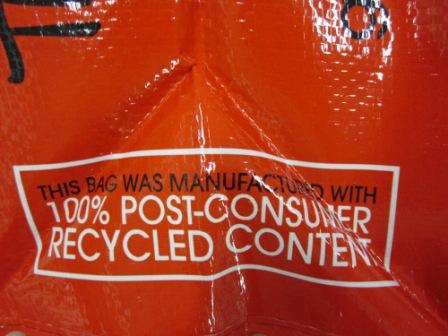 THIS BAG WAS MANUFACTURED WITH
100% POST-CONSUMER
RECYCLED CONTENT